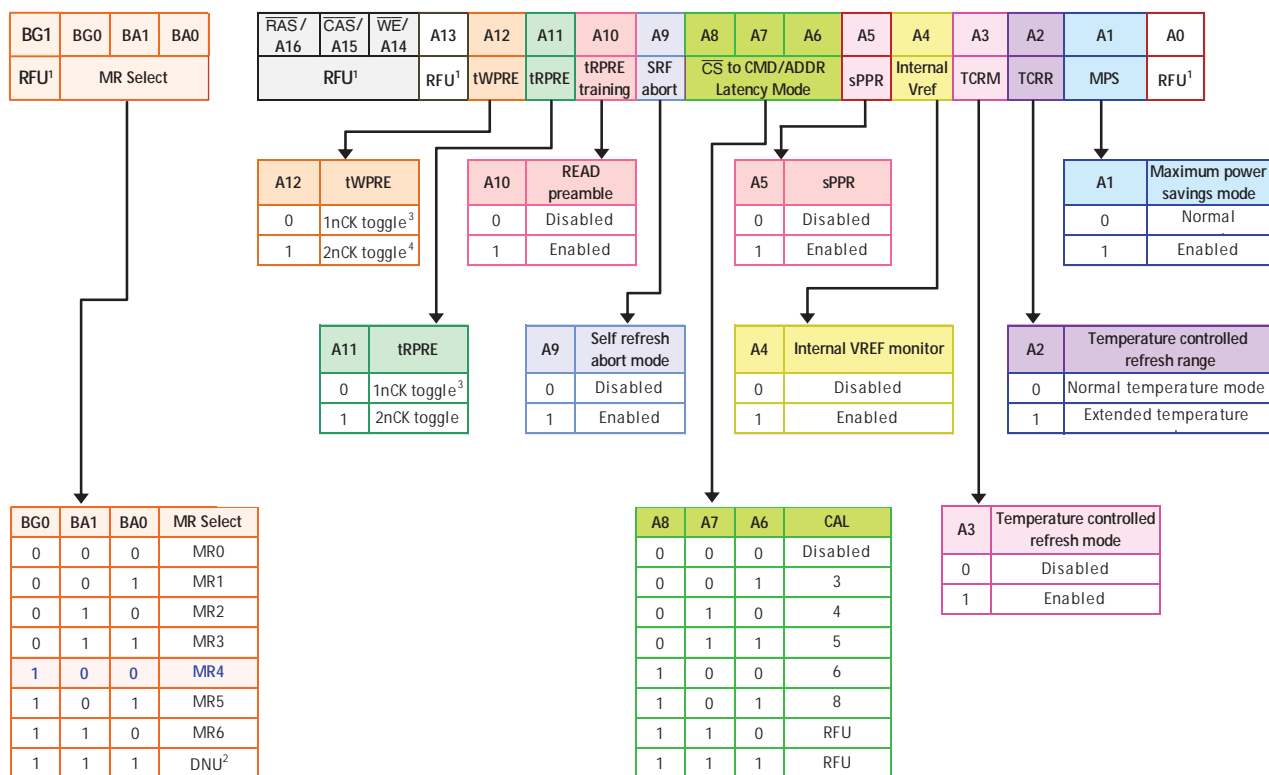 BG1 BG0 BA1 BA0
RFU¹ MR Select
RAS/ A16 CAS/ A15 WE/ A14 A13 A12 A11 A10 A9 A8 A7 A6 A5 A4 A3 A2 A1 A0
RFU¹ RFU¹ tWPRE tRPRE tRPRE training SRF abort CS to CMD/ADDR Latency Mode sPPR Internal Vref TCRM TCRR MPS RFU¹
A12 tWPRE
0 1nCK toggle³
1 2nCK toggle⁴
A10 READ preamble
0 Disabled
1 Enabled
A5 sPPR
0 Disabled
1 Enabled
A1 Maximum power savings mode
0 Normal
1 Enabled
A11 tRPRE
0 1nCK toggle³
1 2nCK toggle
A9 Self refresh abort mode
0 Disabled
1 Enabled
A4 Internal VREF monitor
0 Disabled
1 Enabled
A2 Temperature controlled refresh range
0 Normal temperature mode
1 Extended temperature
BG0 BA1 BA0 MR Select
0 0 0 MR0
0 0 1 MR1
0 1 0 MR2
0 1 1 MR3
1 0 0 MR4
1 0 1 MR5
1 1 0 MR6
1 1 1 DNU²
A8 A7 A6 CAL
0 0 0 Disabled
0 0 1 3
0 1 0 4
0 1 1 5
1 0 0 6
1 0 1 8
1 1 0 RFU
1 1 1 RFU
A3 Temperature controlled refresh mode
0 Disabled
1 Enabled